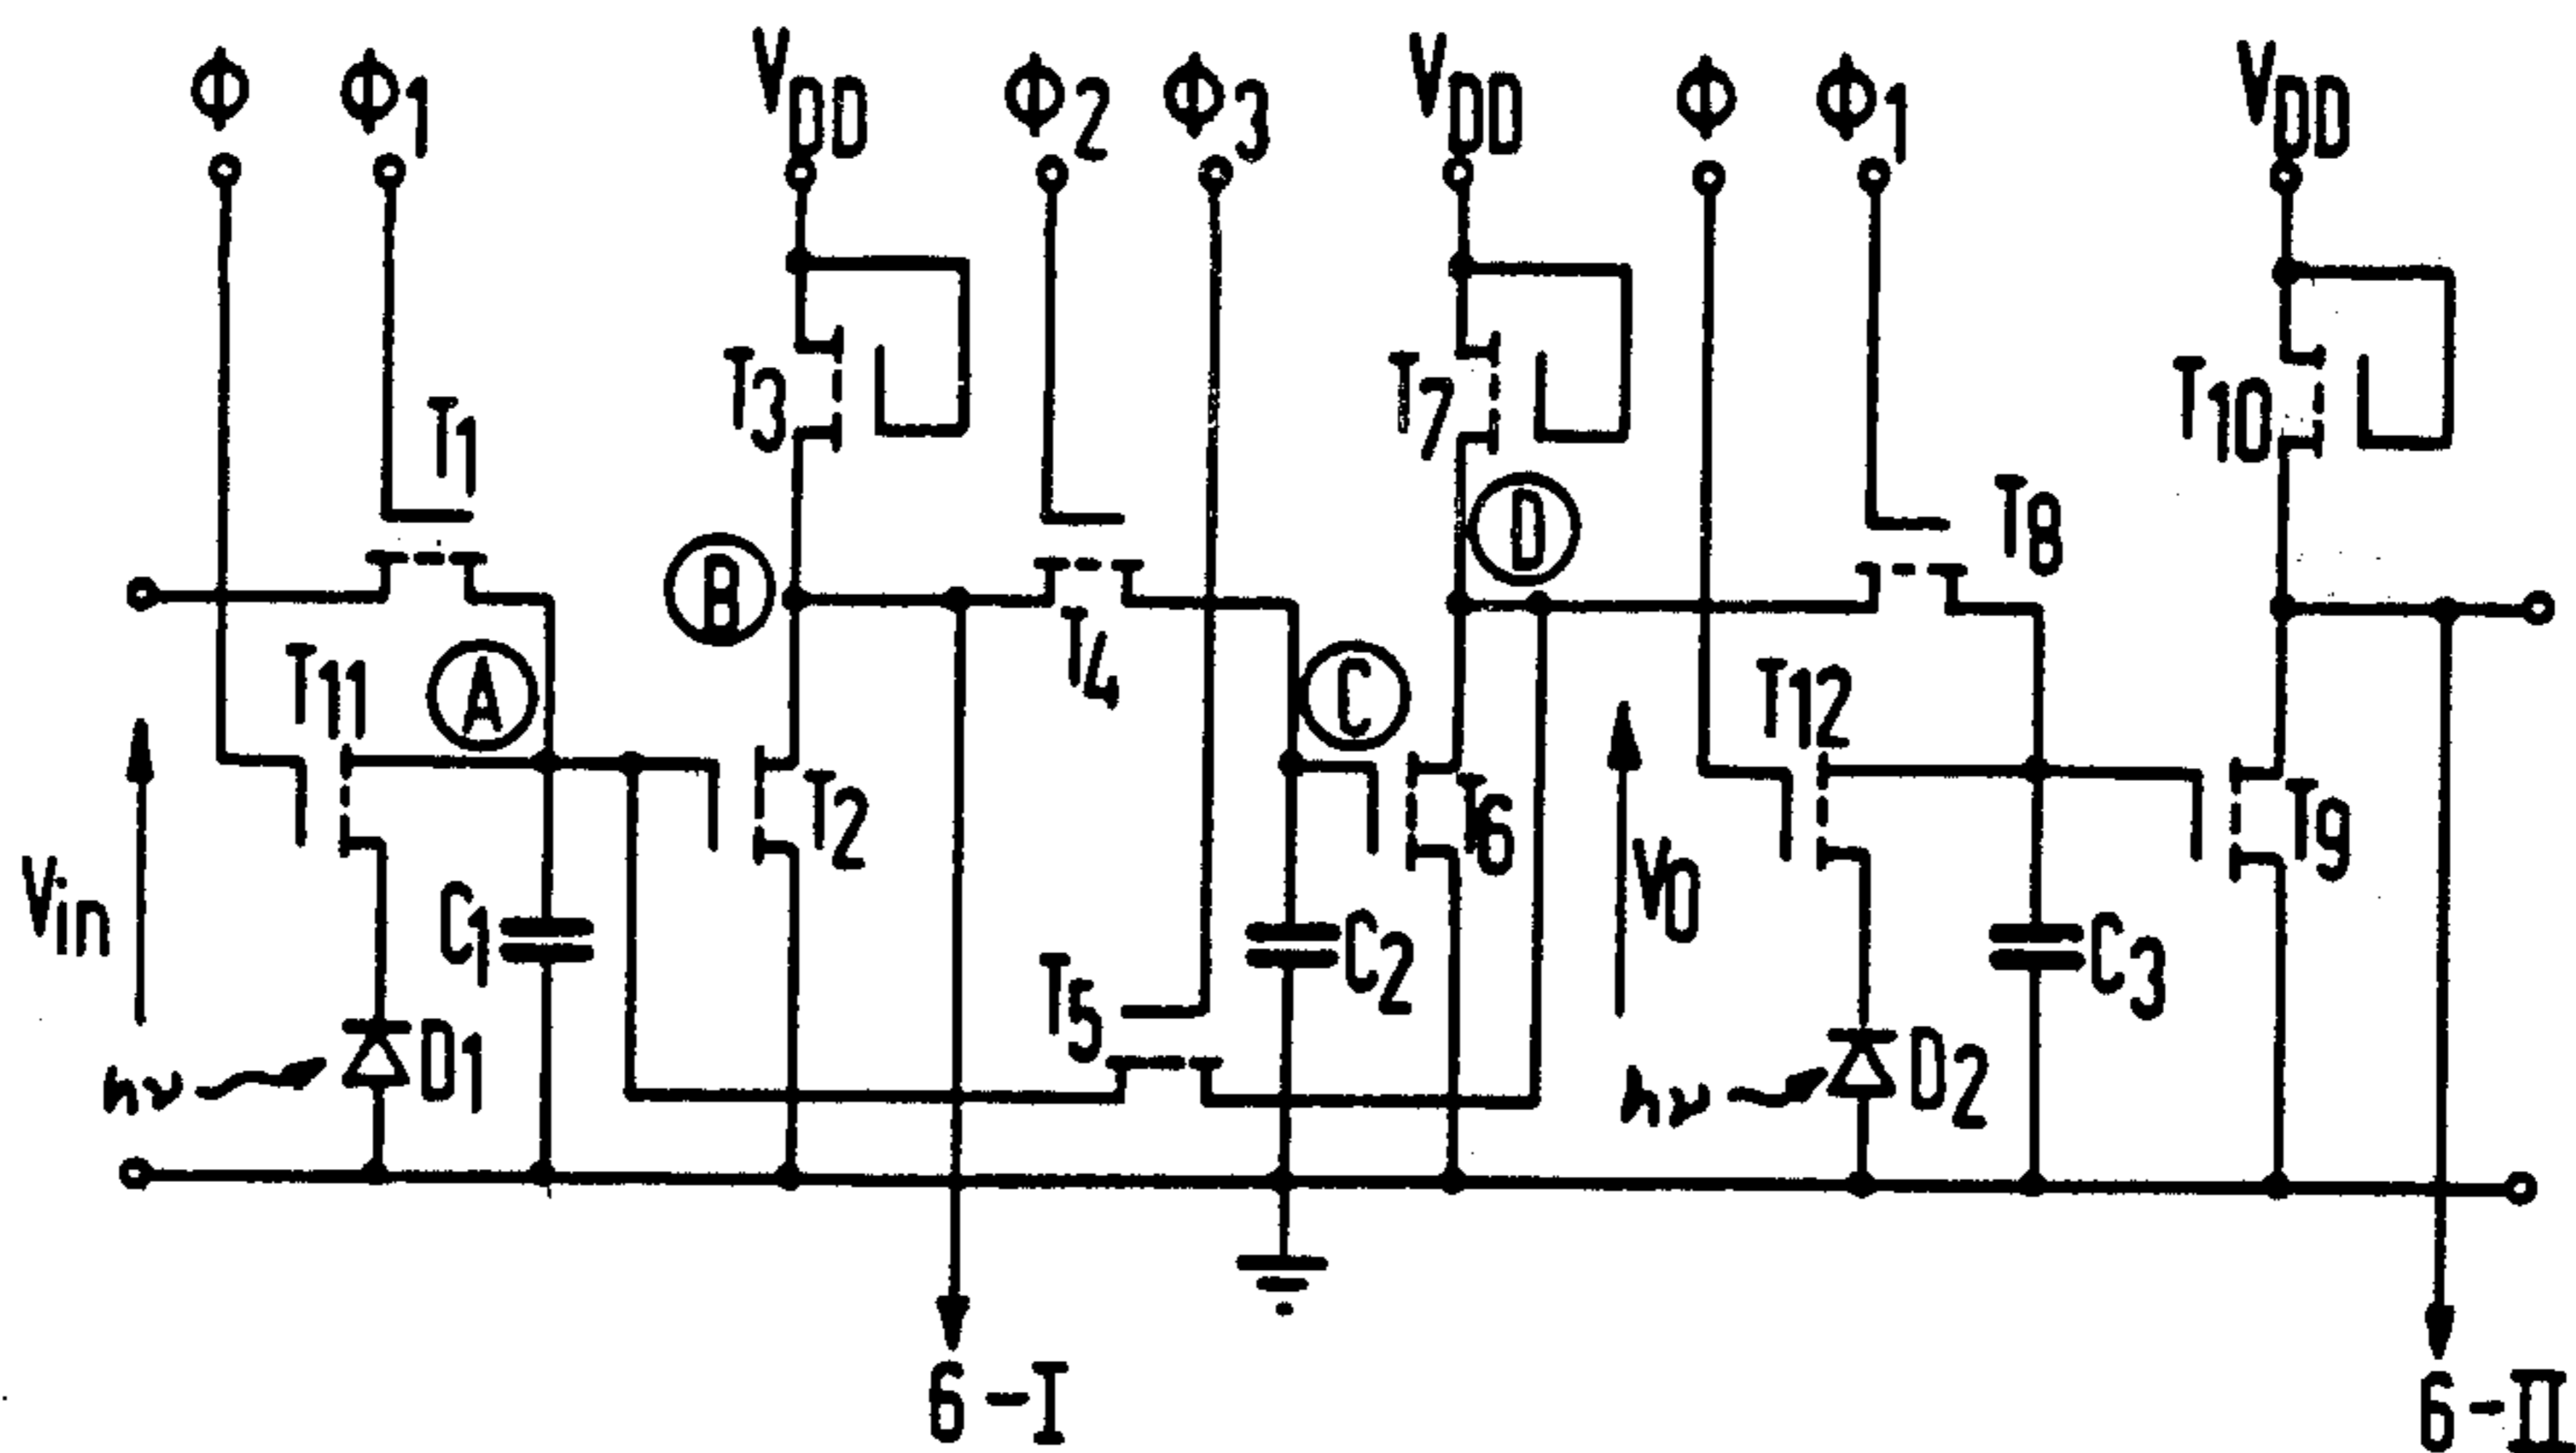 Φ Φ1 VDD Φ2 Φ3 VDD Φ Φ1 VDD
T3 T7 T10
T1 T8
B D
T11 A T4 C T12
T2 T6 T9
Vin C1 C2 V0 C3
T5
hν D1 hν D2
6-I 6-II